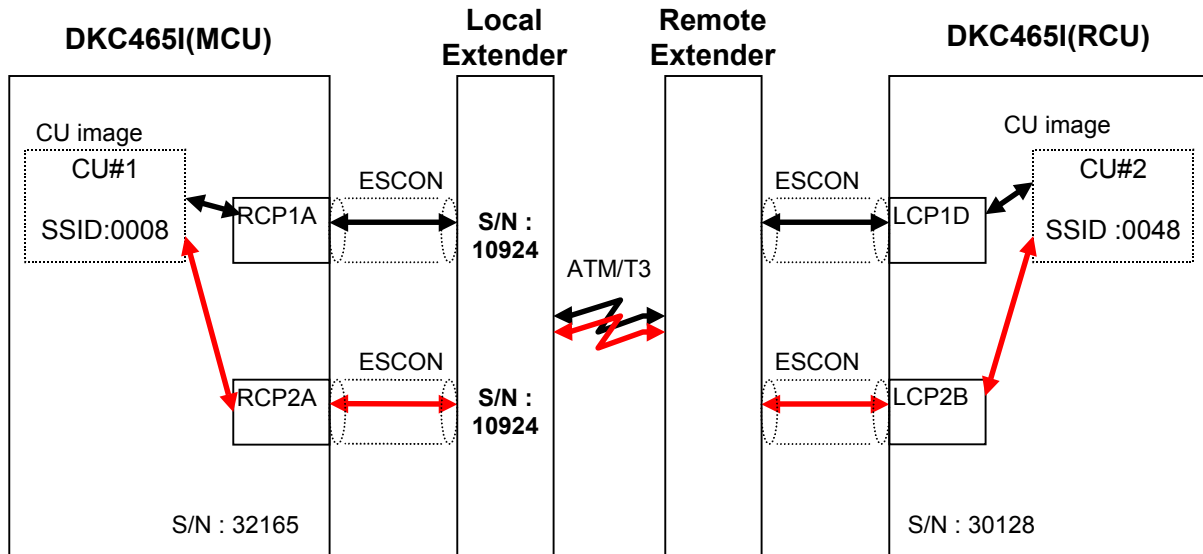 DKC465I(MCU)
Local
Extender
Remote
Extender
DKC465I(RCU)
CU image
CU#1
SSID:0008
RCP1A
ESCON
S/N :
10924
ATM/T3
ESCON
LCP1D
CU image
CU#2
SSID :0048
RCP2A
ESCON
S/N :
10924
ESCON
LCP2B
S/N : 32165
S/N : 30128